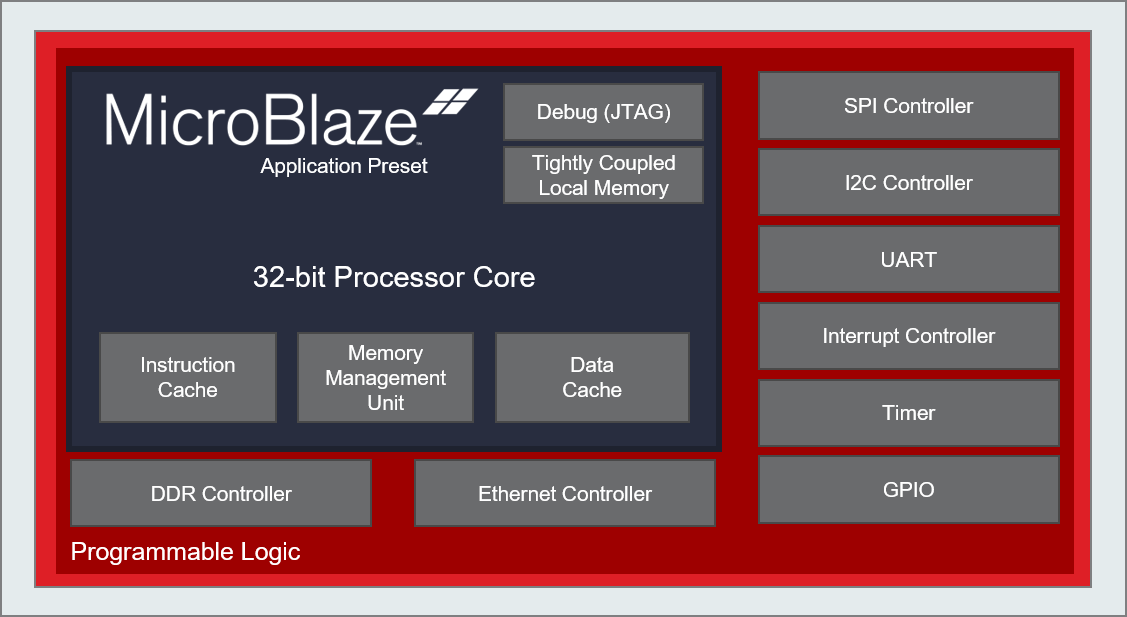 MicroBlaze™
Application Preset
Debug (JTAG)
Tightly Coupled
Local Memory
32-bit Processor Core
Instruction
Cache
Memory
Management
Unit
Data
Cache
DDR Controller
Ethernet Controller
Programmable Logic
SPI Controller
I2C Controller
UART
Interrupt Controller
Timer
GPIO